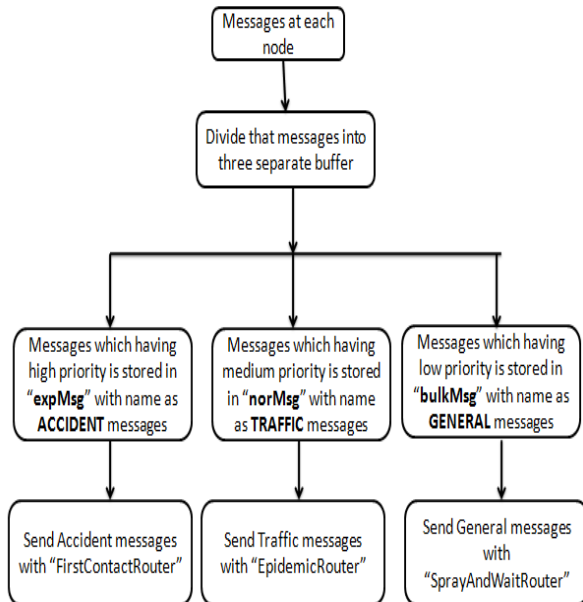 Messages at each
node
Divide that messages into
three separate buffer
Messages which having
high priority is stored in
“expMsg” with name as
ACCIDENT messages
Messages which having
medium priority is stored
in “norMsg” with name
as TRAFFIC messages
Messages which having
low priority is stored in
“bulkMsg” with name as
GENERAL messages
Send Accident messages
with “FirstContactRouter”
Send Traffic messages
with “EpidemicRouter”
Send General messages
with
“SprayAndWaitRouter”